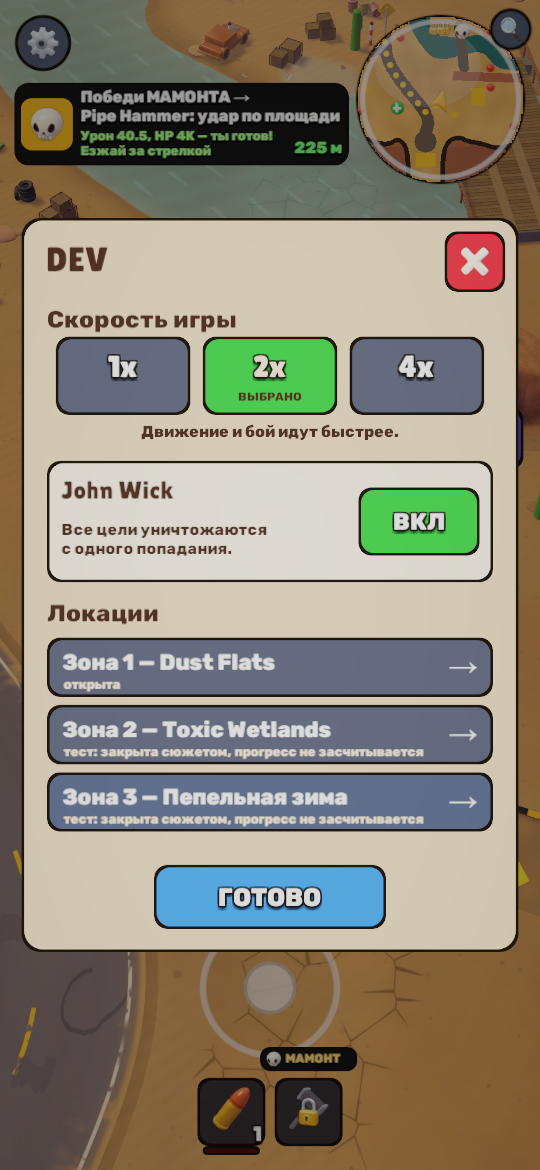 Победи МАМОНТА →
Pipe Hammer: удар по площади
Урон 40.5, HP 4K — ты готов!
Езжай за стрелкой
225 м
DEV
Скорость игры
1x
2x
4x
ВЫБРАНО
Движение и бой идут быстрее.
John Wick
Все цели уничтожаются
с одного попадания.
ВКЛ
Локации
Зона 1 — Dust Flats
открыта
→
Зона 2 — Toxic Wetlands
тест: закрыта сюжетом, прогресс не засчитывается
→
Зона 3 — Пепельная зима
тест: закрыта сюжетом, прогресс не засчитывается
→
ГОТОВО
МАМОНТ
1